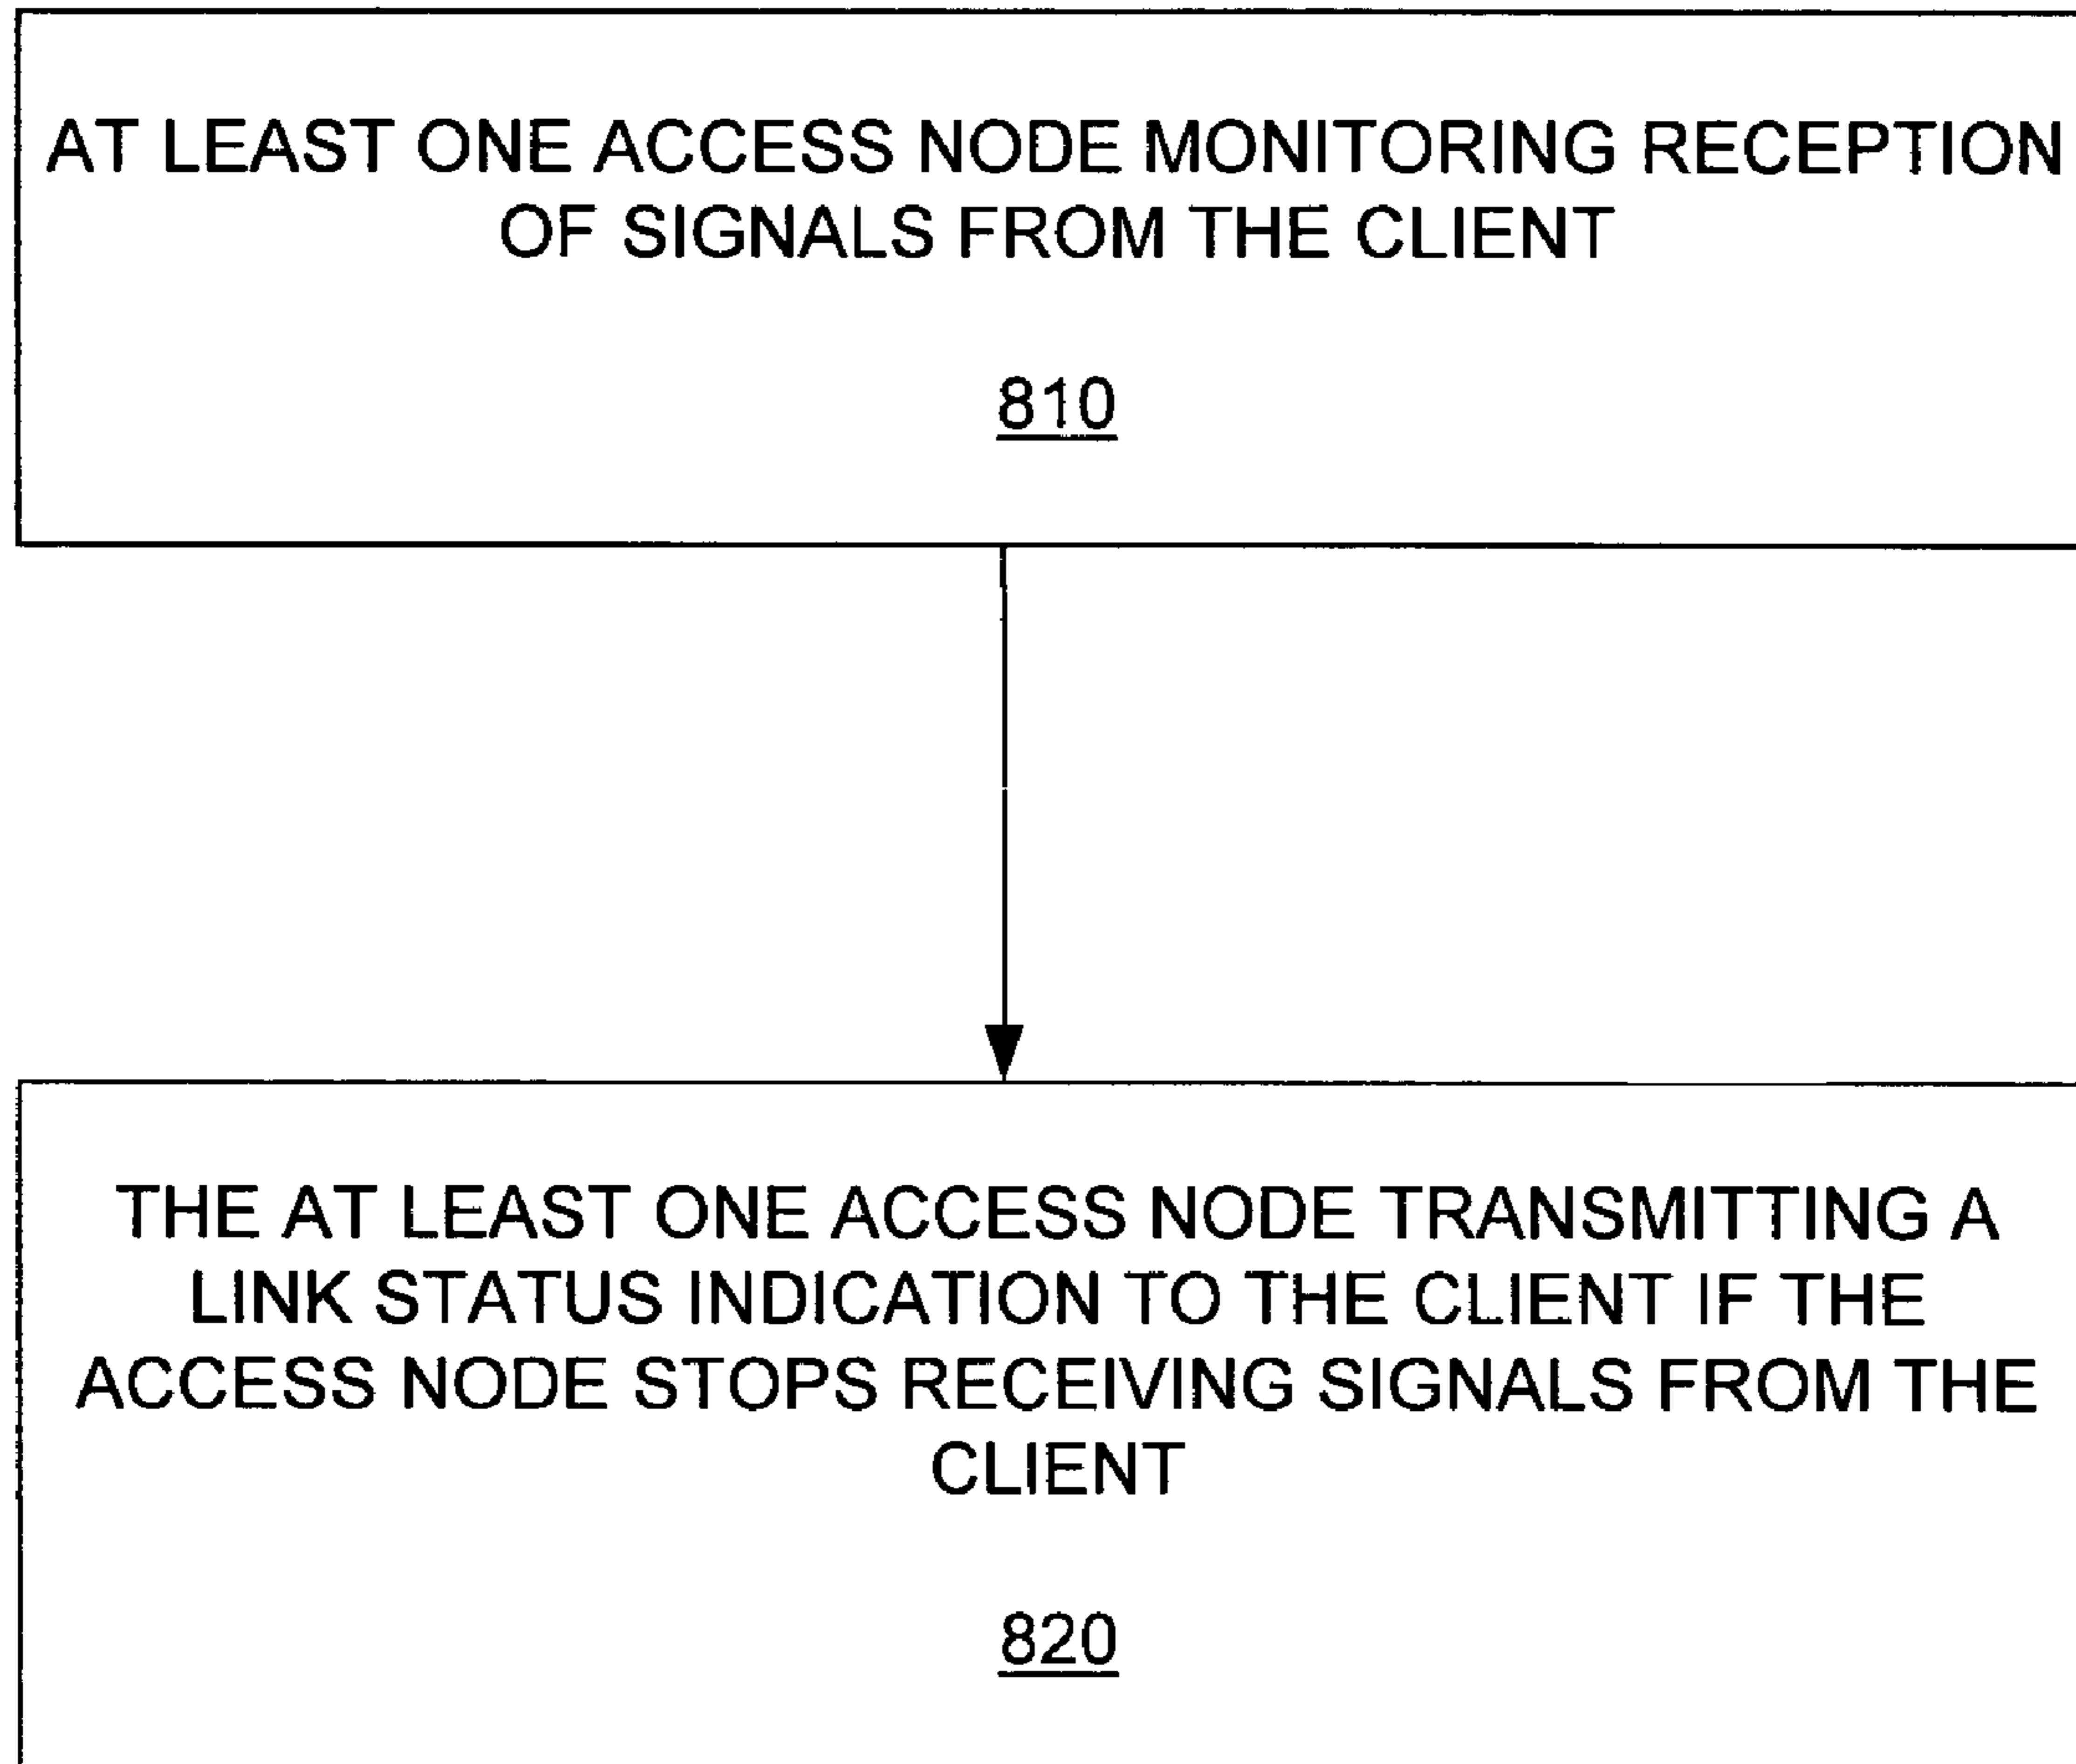 AT LEAST ONE ACCESS NODE MONITORING RECEPTION
OF SIGNALS FROM THE CLIENT
810
THE AT LEAST ONE ACCESS NODE TRANSMITTING A
LINK STATUS INDICATION TO THE CLIENT IF THE
ACCESS NODE STOPS RECEIVING SIGNALS FROM THE
CLIENT
820